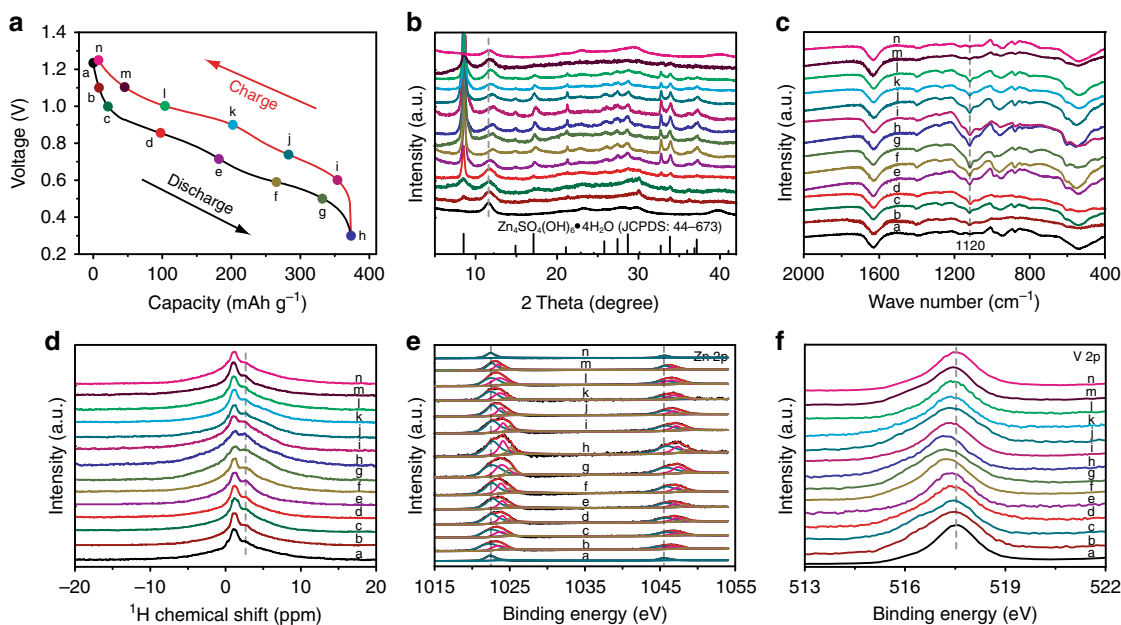 a
1.4
1.2
1.0
0.8
0.6
0.4
0.2
Voltage (V)
n
a
b
m
c
l
d
k
e
j
f
i
g
h
Charge
Discharge
0 100 200 300 400
Capacity (mAh g⁻¹)
b
Intensity (a.u.)
Zn₄SO₄(OH)₆•4H₂O (JCPDS: 44–673)
10 20 30 40
2 Theta (degree)
c
Intensity (a.u.)
n
m
l
k
j
i
h
g
f
e
d
c
b
a
1120
2000 1600 1200 800 400
Wave number (cm⁻¹)
d
Intensity (a.u.)
n
m
l
k
j
i
h
g
f
e
d
c
b
a
−20 −10 0 10 20
¹H chemical shift (ppm)
e
Intensity (a.u.)
Zn 2p
n
m
l
k
j
i
h
g
f
e
d
c
b
a
1015 1025 1035 1045 1055
Binding energy (eV)
f
Intensity (a.u.)
V 2p
n
m
l
k
j
i
h
g
f
e
d
c
b
a
513 516 519 522
Binding energy (eV)